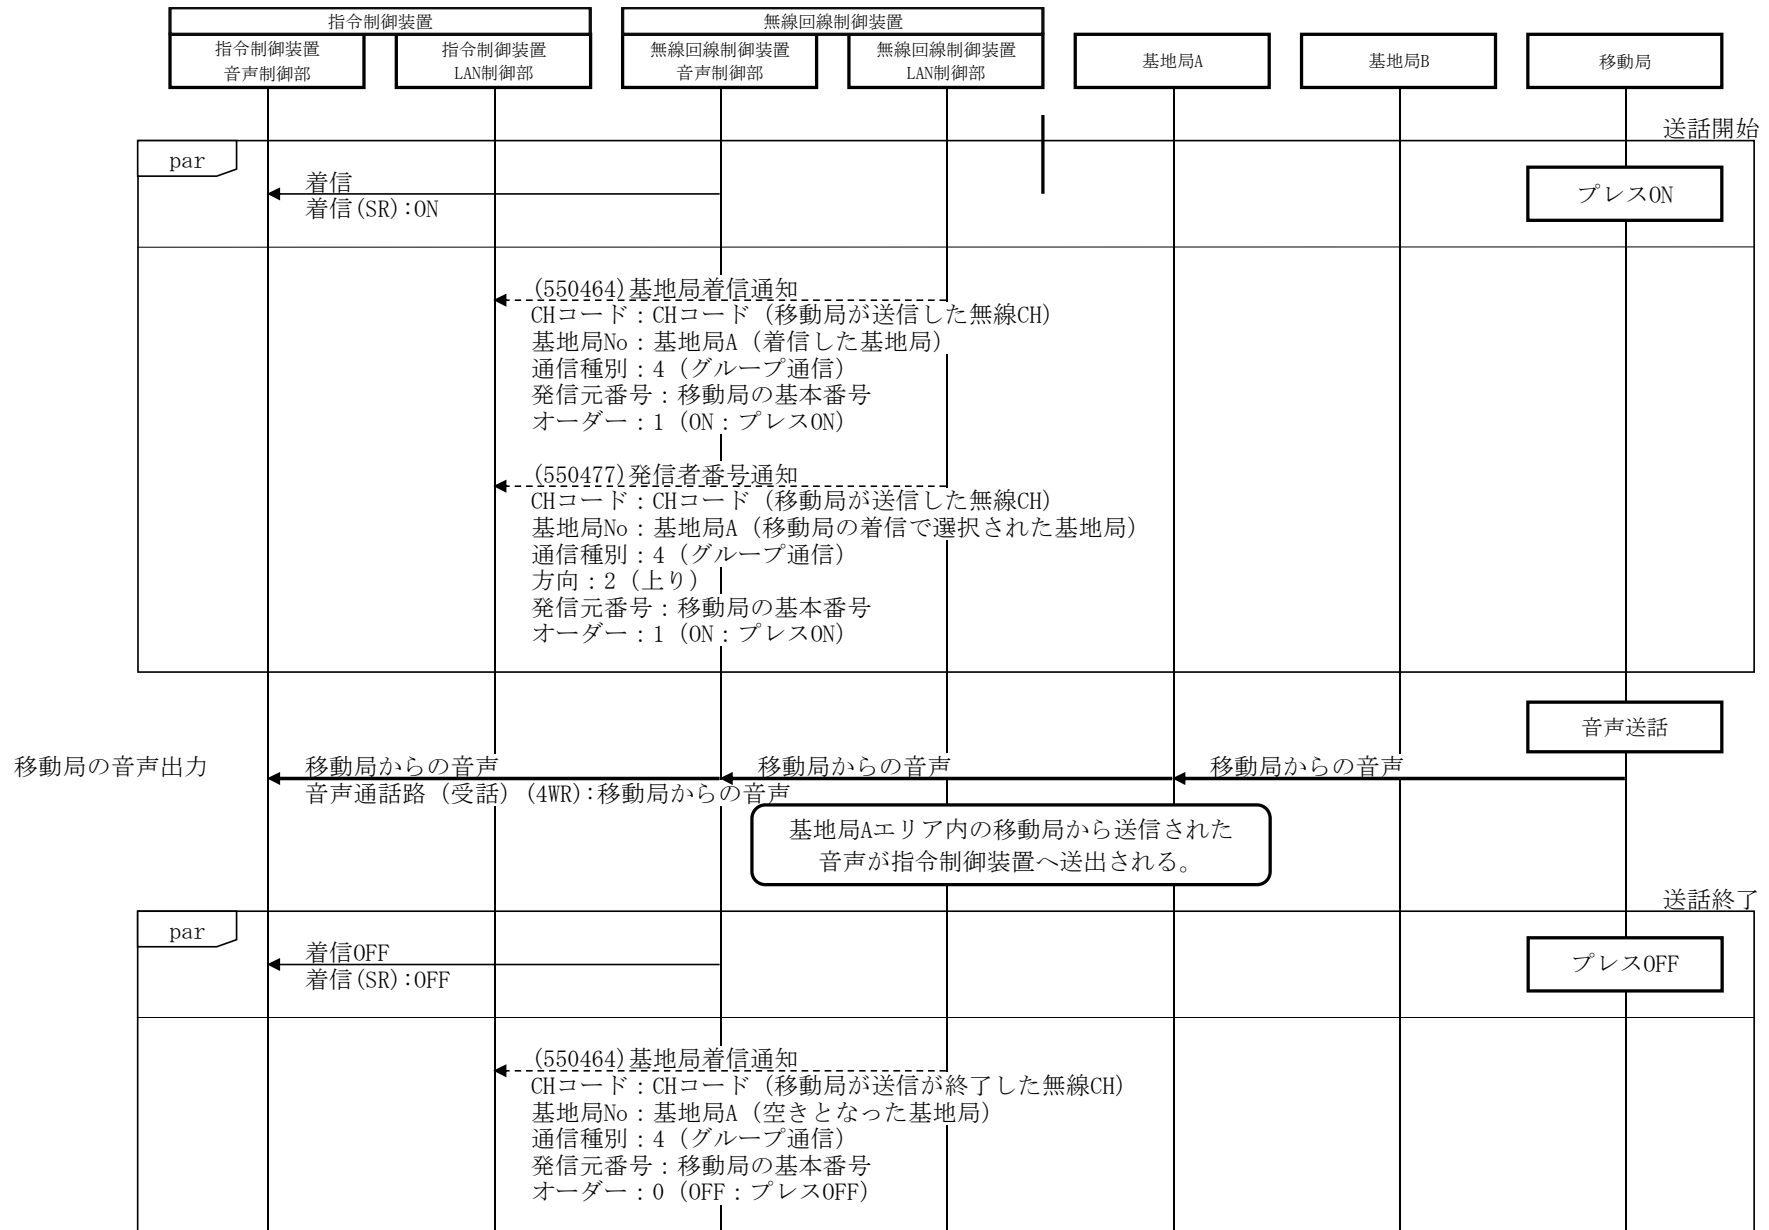 指令制御装置
無線回線制御装置
指令制御装置
音声制御部
指令制御装置
LAN制御部
無線回線制御装置
音声制御部
無線回線制御装置
LAN制御部
基地局A
基地局B
移動局
送話開始
par
着信
着信(SR):ON
プレスON
(550464)基地局着信通知
CHコード：CHコード（移動局が送信した無線CH）
基地局No：基地局A（着信した基地局）
通信種別：4（グループ通信）
発信元番号：移動局の基本番号
オーダー：1（ON：プレスON）
(550477)発信者番号通知
CHコード：CHコード（移動局が送信した無線CH）
基地局No：基地局A（移動局の着信で選択された基地局）
通信種別：4（グループ通信）
方向：2（上り）
発信元番号：移動局の基本番号
オーダー：1（ON：プレスON）
音声送話
移動局の音声出力
移動局からの音声
音声通話路（受話）(4WR):移動局からの音声
移動局からの音声
移動局からの音声
基地局Aエリア内の移動局から送信された
音声が指令制御装置へ送出される。
送話終了
par
着信OFF
着信(SR):OFF
プレスOFF
(550464)基地局着信通知
CHコード：CHコード（移動局が送信が終了した無線CH）
基地局No：基地局A（空きとなった基地局）
通信種別：4（グループ通信）
発信元番号：移動局の基本番号
オーダー：0（OFF：プレスOFF）